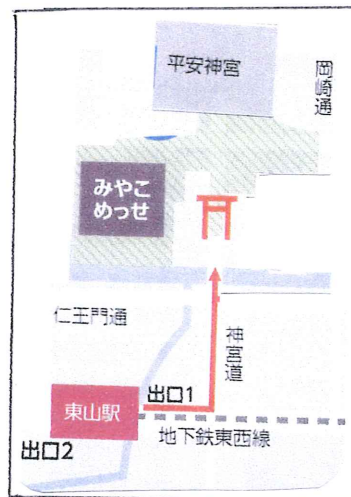 平安神宮
岡崎通
みやこ
めっせ
仁王門通
神宮道
出口1
東山駅
地下鉄東西線
出口2